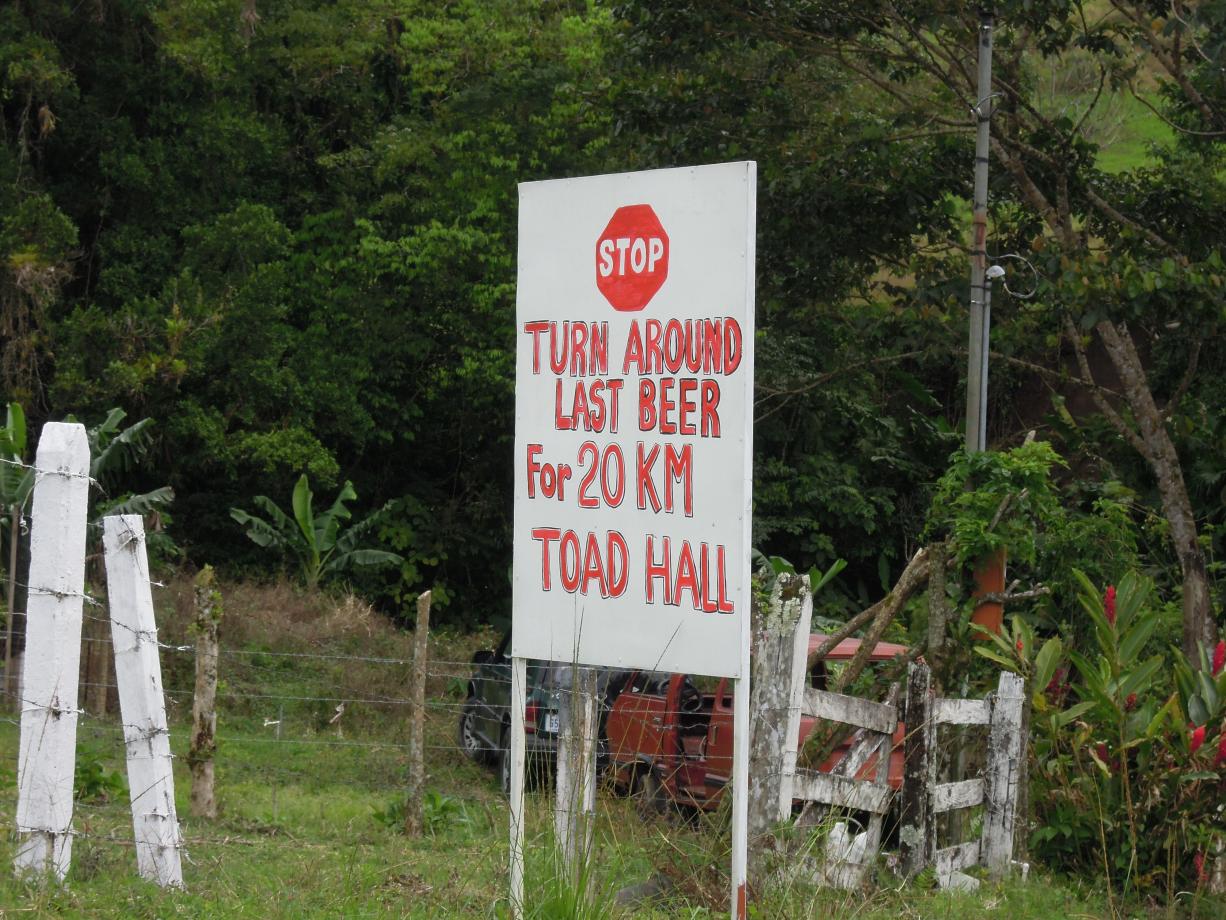 STOP
TURN AROUND
LAST BEER
For 20 KM
TOAD HALL